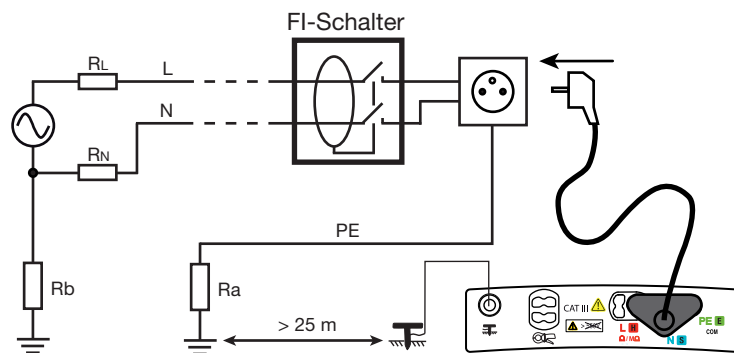 FI-Schalter
RL
L
N
RN
PE
Rb
Ra
> 25 m
CAT III
L H
Ω/MΩ
N S
PE E
COM